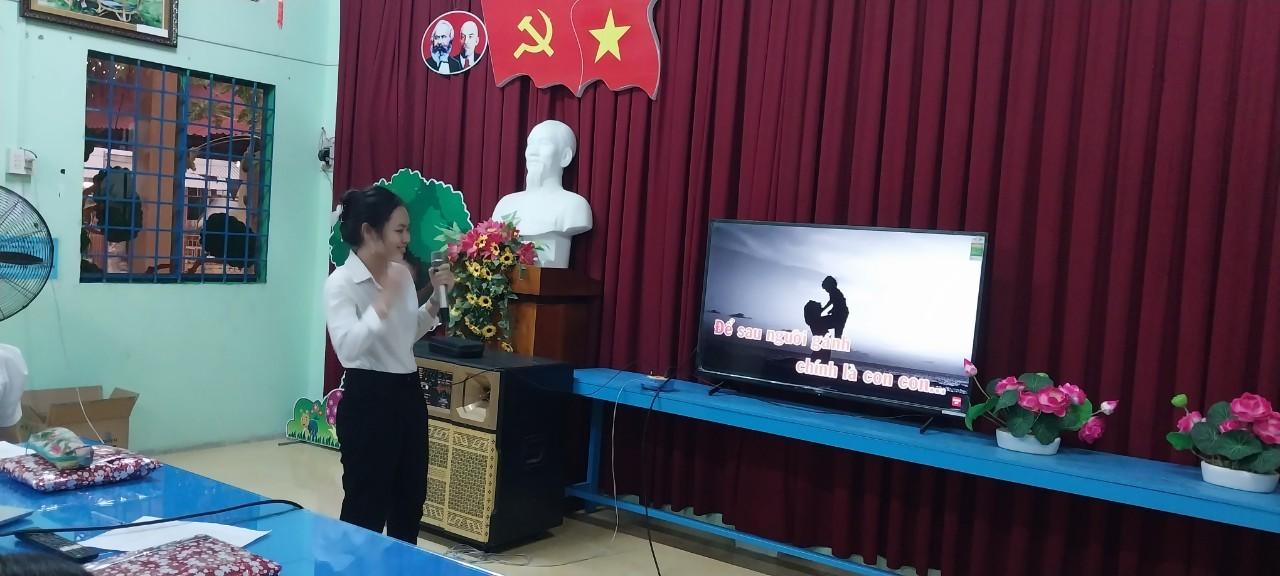 Để sau người gánh
chính là con con...